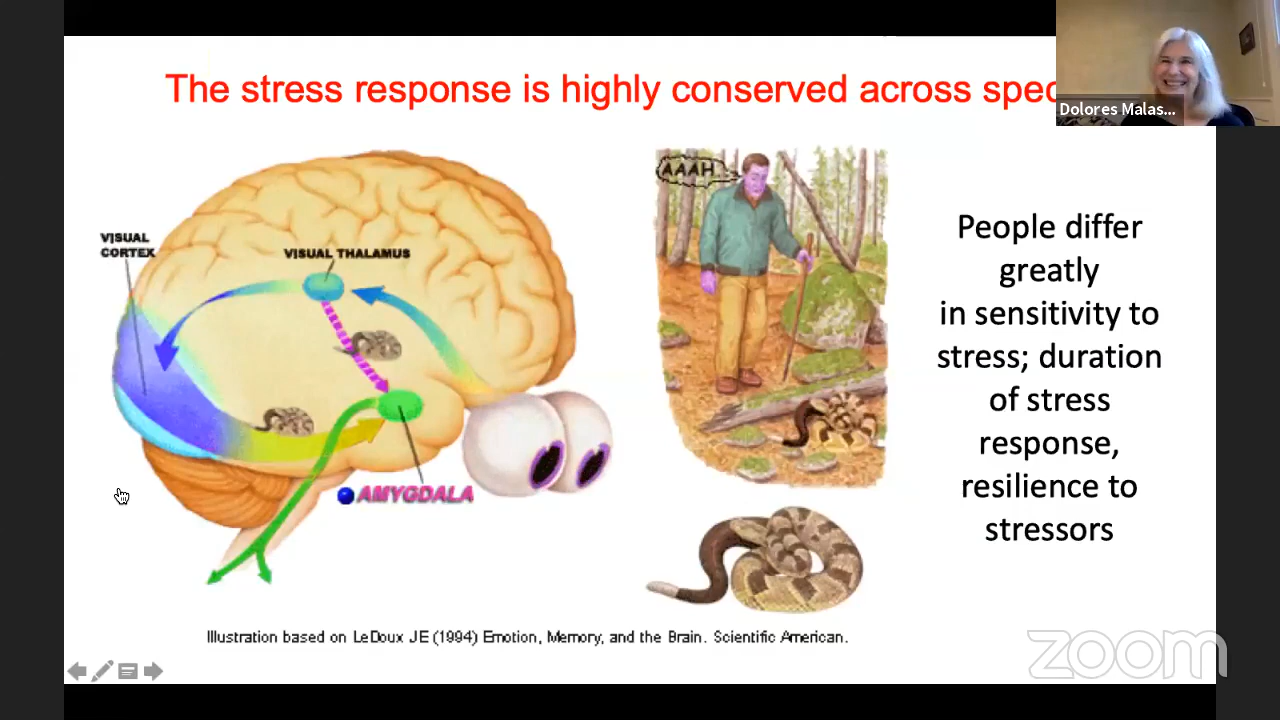 The stress response is highly conserved across spec
Dolores Malas...
AAAH
VISUAL
CORTEX
VISUAL THALAMUS
AMYGDALA
People differ
greatly
in sensitivity to
stress; duration
of stress
response,
resilience to
stressors
Illustration based on LeDoux JE (1994) Emotion, Memory, and the Brain. Scientific American.
zoom